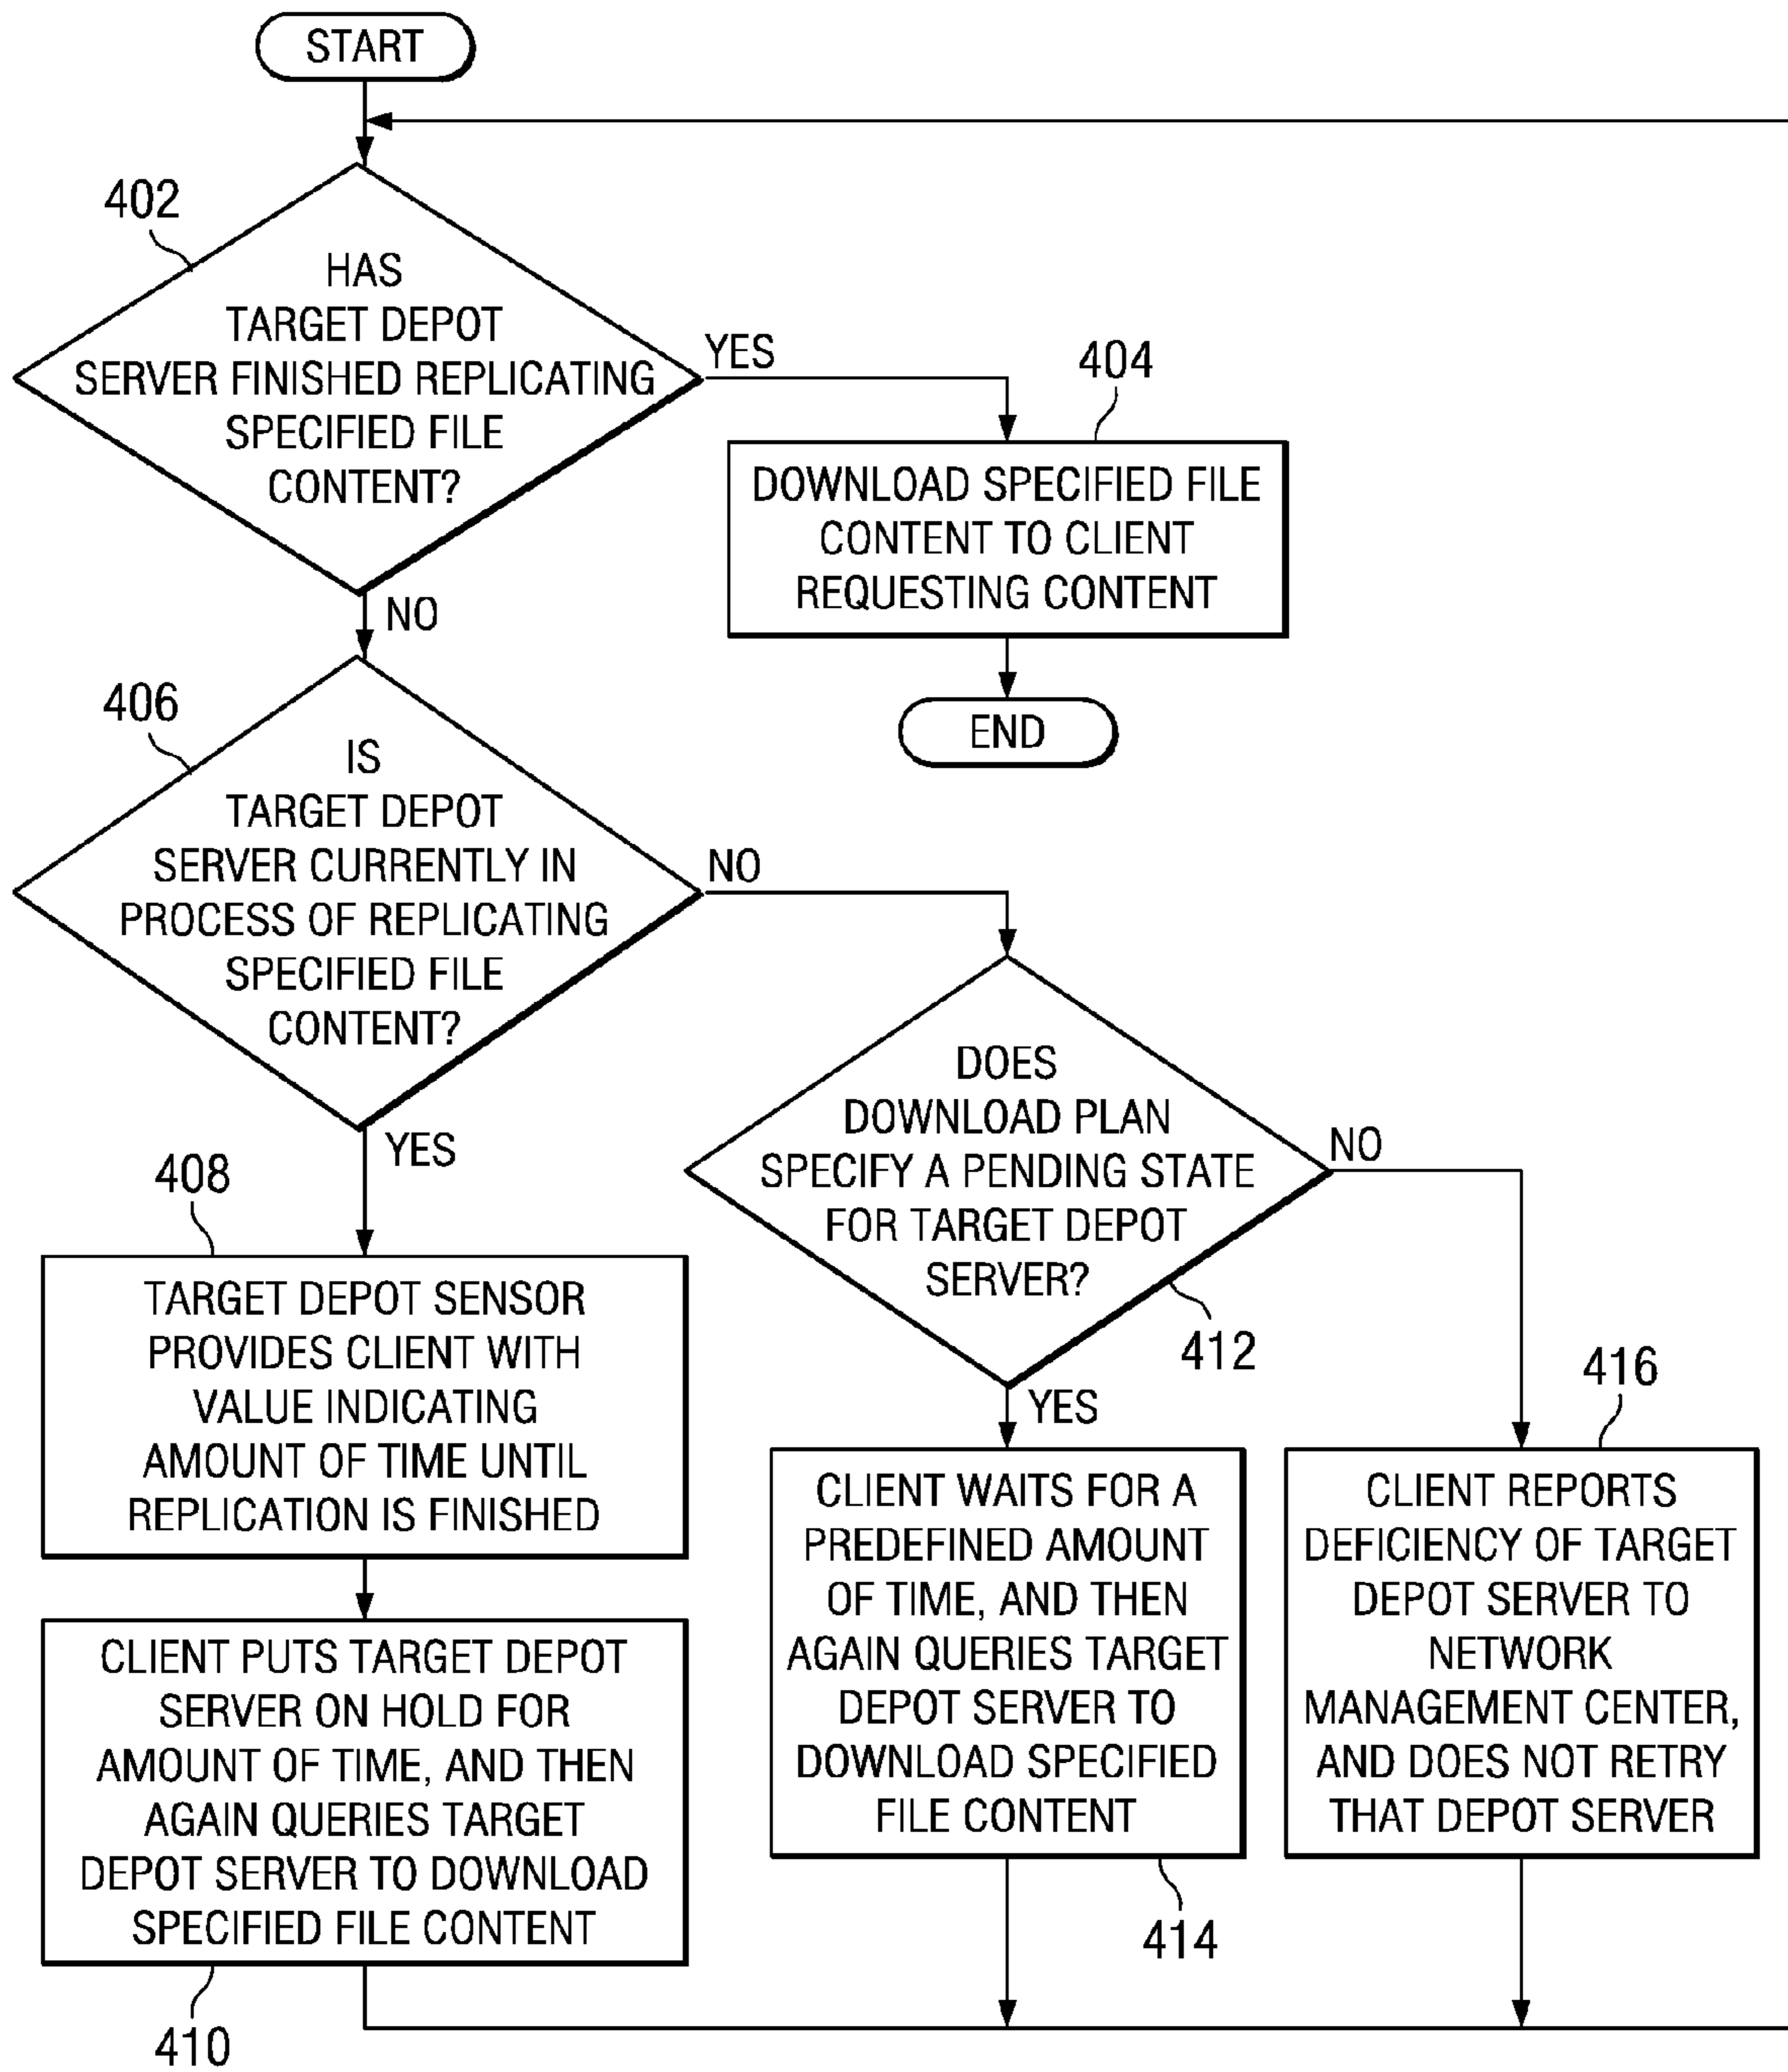 START
402
HAS
TARGET DEPOT
SERVER FINISHED REPLICATING
SPECIFIED FILE
CONTENT?
YES
404
DOWNLOAD SPECIFIED FILE
CONTENT TO CLIENT
REQUESTING CONTENT
END
NO
406
IS
TARGET DEPOT
SERVER CURRENTLY IN
PROCESS OF REPLICATING
SPECIFIED FILE
CONTENT?
NO
YES
408
TARGET DEPOT SENSOR
PROVIDES CLIENT WITH
VALUE INDICATING
AMOUNT OF TIME UNTIL
REPLICATION IS FINISHED
CLIENT PUTS TARGET DEPOT
SERVER ON HOLD FOR
AMOUNT OF TIME, AND THEN
AGAIN QUERIES TARGET
DEPOT SERVER TO DOWNLOAD
SPECIFIED FILE CONTENT
410
DOES
DOWNLOAD PLAN
SPECIFY A PENDING STATE
FOR TARGET DEPOT
SERVER?
412
NO
YES
CLIENT WAITS FOR A
PREDEFINED AMOUNT
OF TIME, AND THEN
AGAIN QUERIES TARGET
DEPOT SERVER TO
DOWNLOAD SPECIFIED
FILE CONTENT
414
416
CLIENT REPORTS
DEFICIENCY OF TARGET
DEPOT SERVER TO
NETWORK
MANAGEMENT CENTER,
AND DOES NOT RETRY
THAT DEPOT SERVER